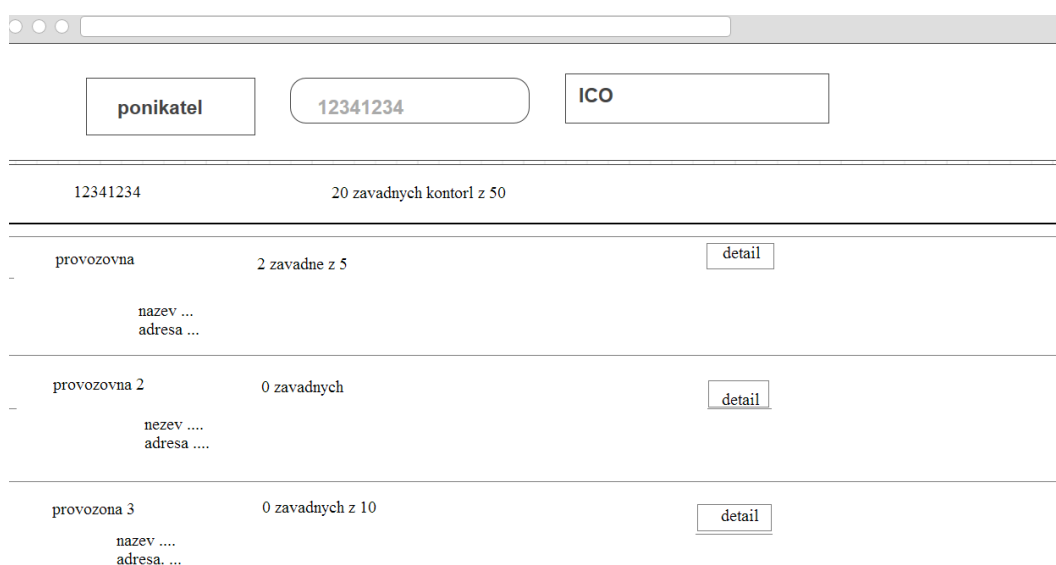 ponikatel
12341234
ICO
12341234
20 zavadnych kontorl z 50
provozovna
2 zavadne z 5
detail
nazev ...
adresa ...
provozovna 2
0 zavadnych
detail
nezev ....
adresa ....
provozona 3
0 zavadnych z 10
detail
nazev ....
adresa. ...